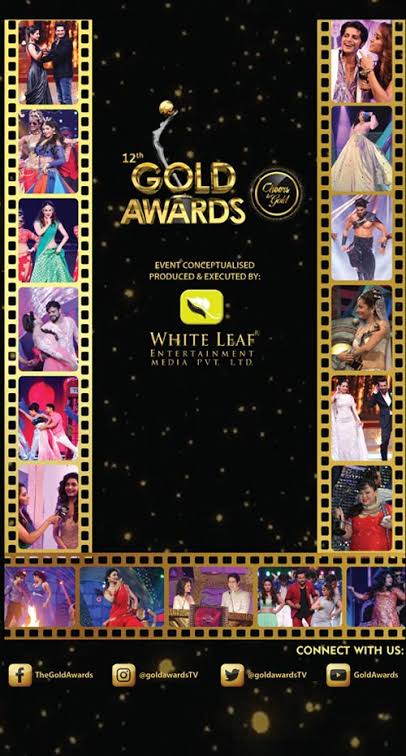 12th
GOLD
AWARDS
Cheers
to
Gold
EVENT CONCEPTUALISED
PRODUCED & EXECUTED BY:
WHITE LEAF®
ENTERTAINMENT
MEDIA PVT. LTD.
CONNECT WITH US:
TheGoldAwards
@goldawardsTV
@goldawardsTV
GoldAwards